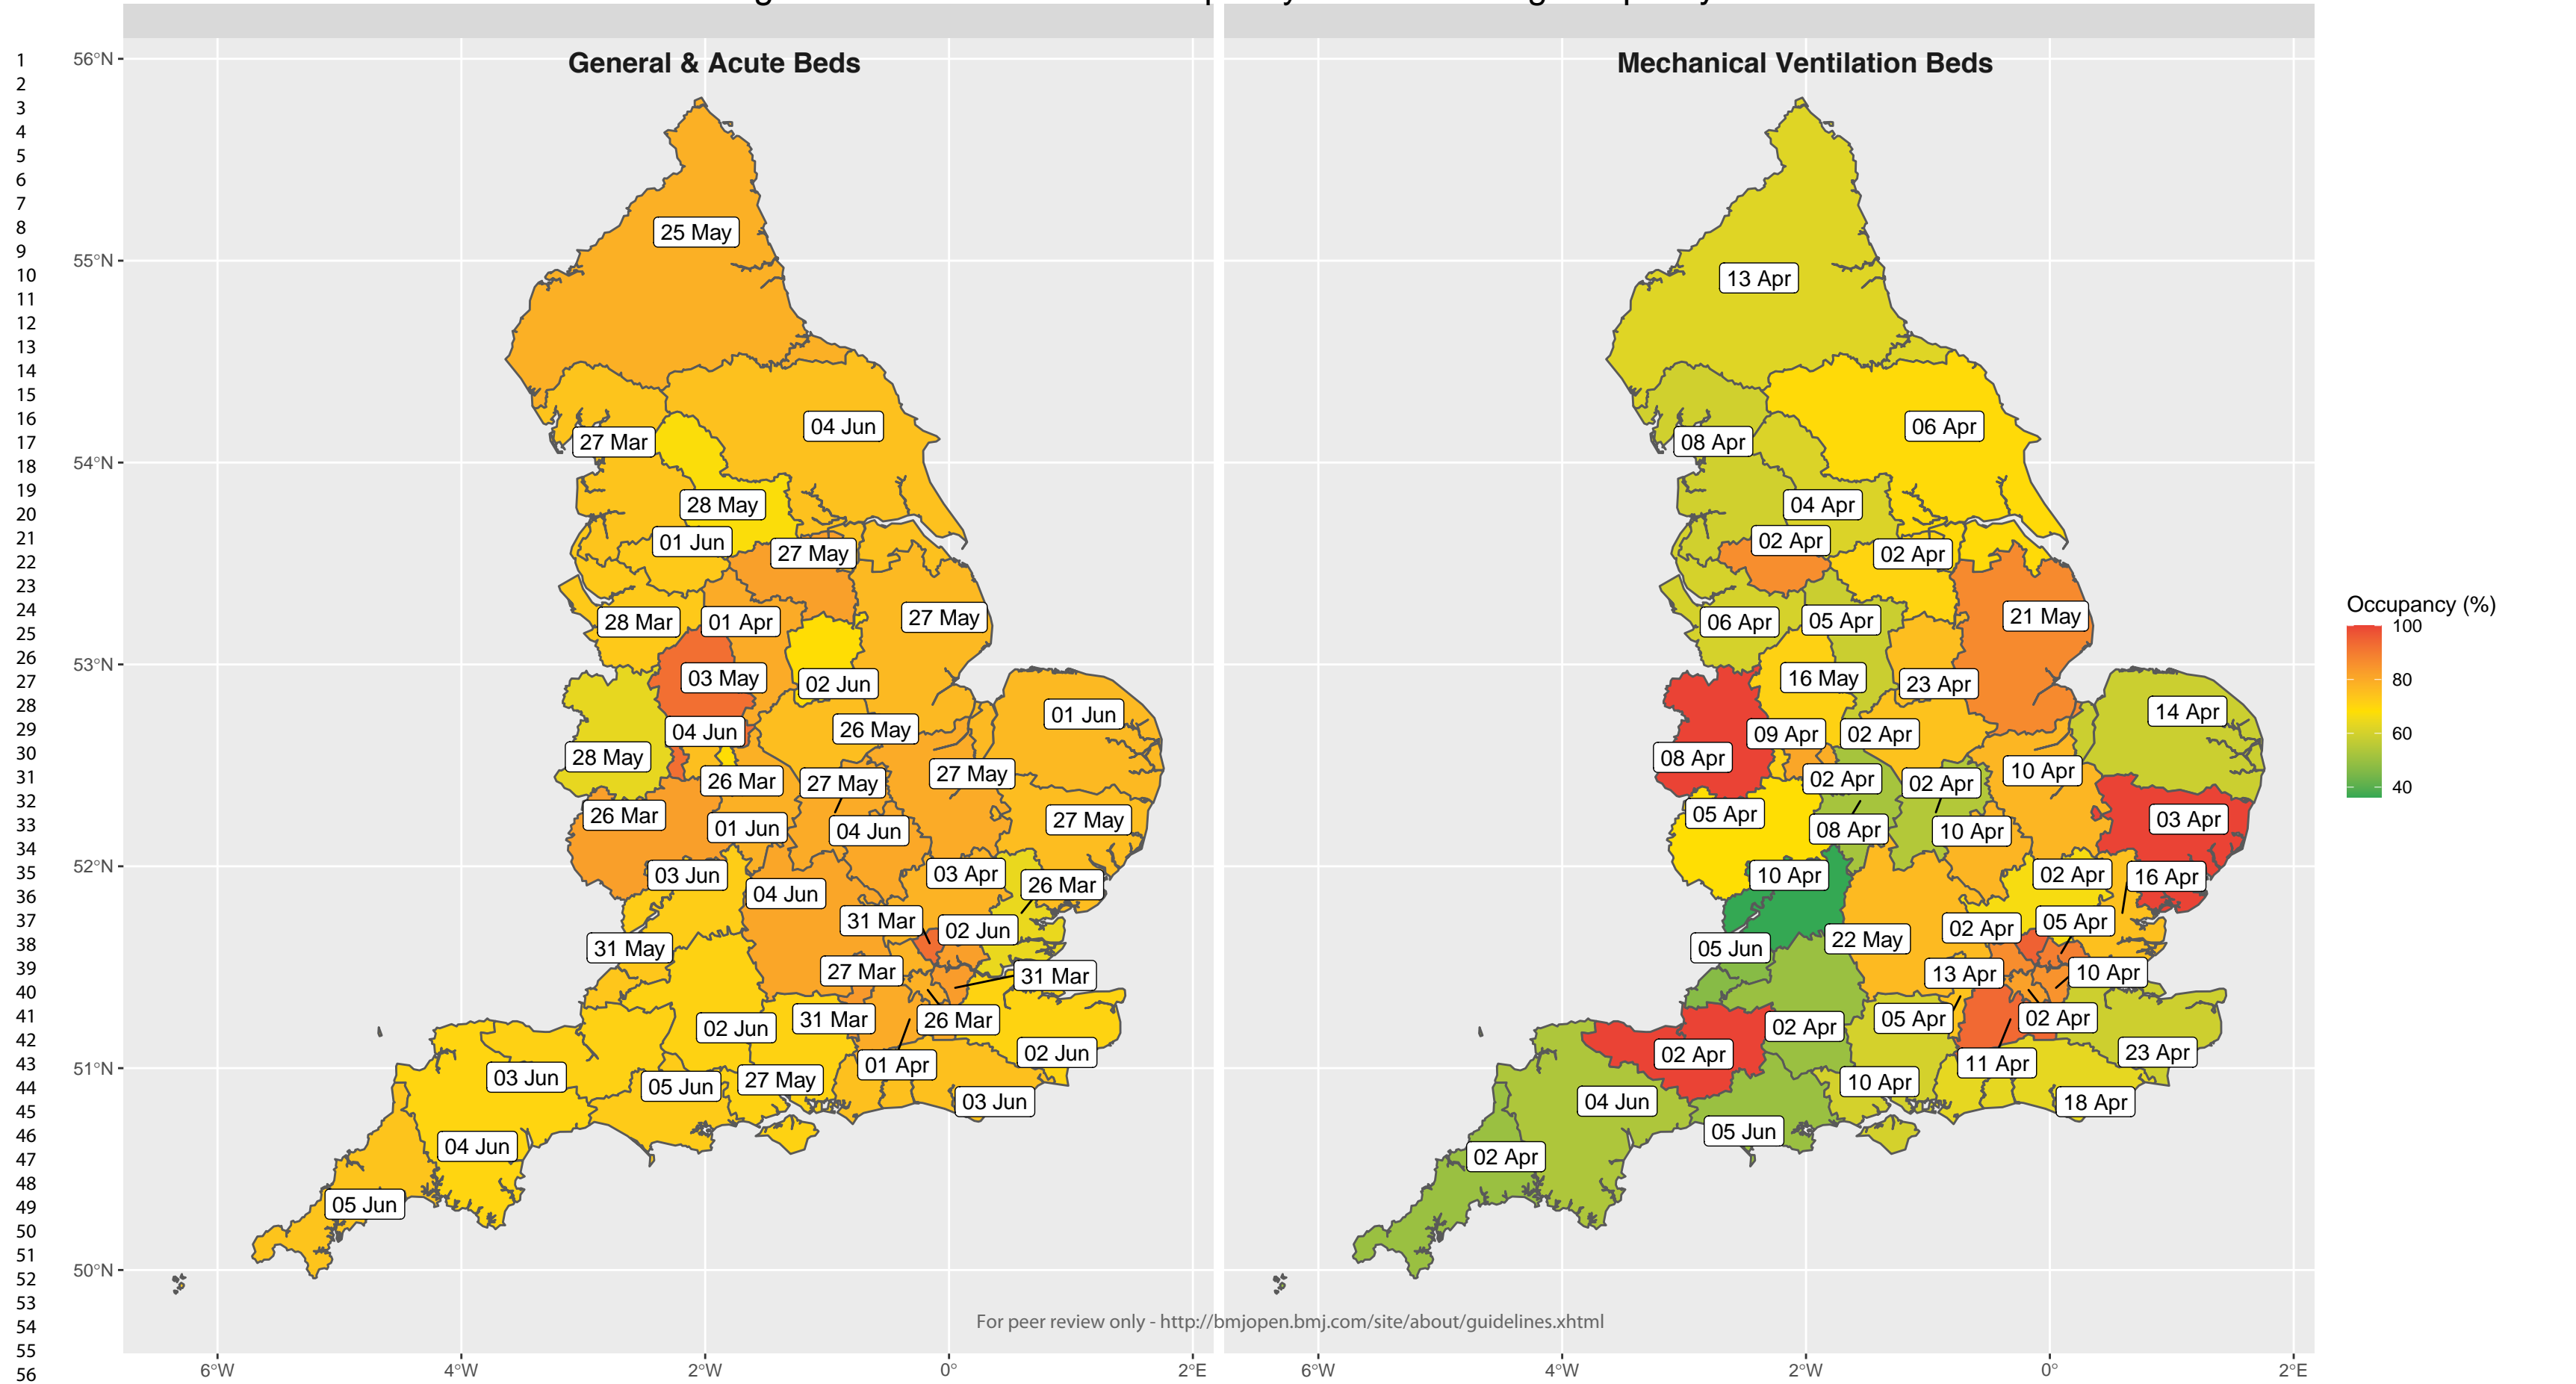 General & Acute Beds
Mechanical Ventilation Beds
1
2
3
4
5
6
7
8
9
10
11
12
13
14
15
16
17
18
19
20
21
22
23
24
25
26
27
28
29
30
31
32
33
34
35
36
37
38
39
40
41
42
43
44
45
46
47
48
49
50
51
52
53
54
55
56
56°N
55°N
54°N
53°N
52°N
51°N
50°N
25 May
04 Jun
27 Mar
28 May
01 Jun
27 May
28 Mar
01 Apr
27 May
03 May
02 Jun
04 Jun
26 May
01 Jun
28 May
26 Mar
27 May
27 May
26 Mar
01 Jun
04 Jun
27 May
03 Jun
04 Jun
03 Apr
26 Mar
31 Mar
02 Jun
31 May
27 Mar
31 Mar
02 Jun
31 Mar
26 Mar
01 Apr
02 Jun
03 Jun
05 Jun
27 May
03 Jun
04 Jun
05 Jun
6°W
4°W
2°W
0°
2°E
13 Apr
06 Apr
08 Apr
04 Apr
02 Apr
02 Apr
06 Apr
05 Apr
21 May
16 May
23 Apr
14 Apr
09 Apr
02 Apr
08 Apr
02 Apr
02 Apr
10 Apr
05 Apr
08 Apr
10 Apr
03 Apr
10 Apr
02 Apr
16 Apr
05 Jun
22 May
02 Apr
05 Apr
13 Apr
10 Apr
02 Apr
02 Apr
05 Apr
02 Apr
11 Apr
23 Apr
04 Jun
10 Apr
18 Apr
05 Jun
02 Apr
6°W
4°W
2°W
0°
2°E
Occupancy (%)
100
80
60
40
For peer review only - http://bmjopen.bmj.com/site/about/guidelines.xhtml